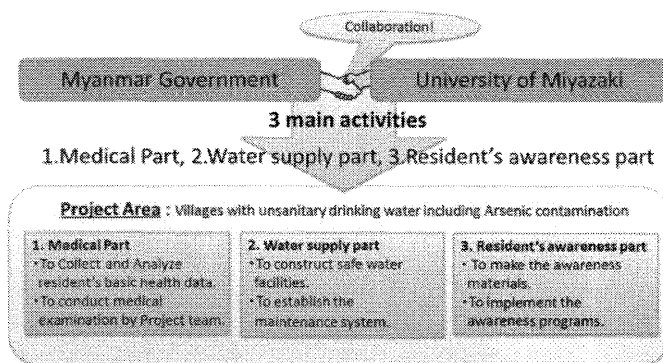 Collaboration!
Myanmar Government
University of Miyazaki
3 main activities
1.Medical Part, 2.Water supply part, 3.Resident's awareness part
Project Area : Villages with unsanitary drinking water including Arsenic contamination
1. Medical Part
・To Collect and Analyze
resident's basic health data.
・To conduct medical
examination by Project team.
2. Water supply part
・To construct safe water
facilities.
・To establish the
maintenance system.
3. Resident's awareness part
・To make the awareness
materials.
・To implement the
awareness programs.